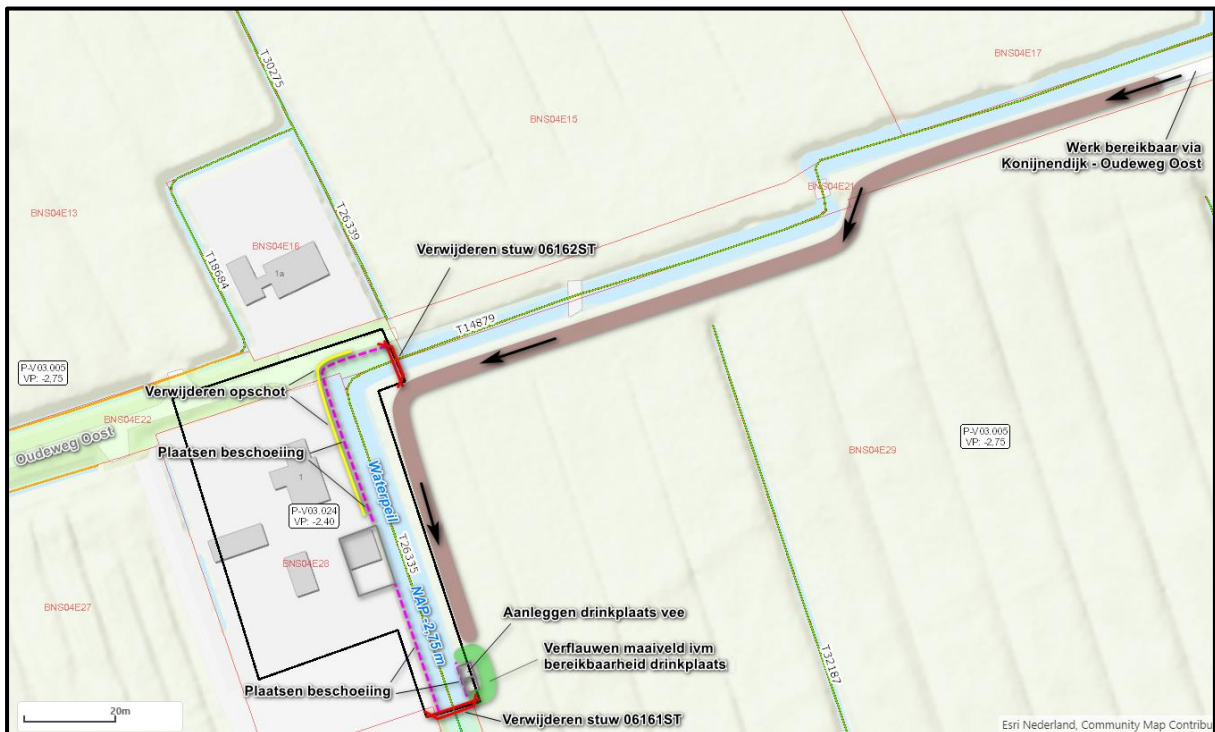 T30275
BNS04E17
BNS04E15
Werk bereikbaar via
Konijnendijk - Oudeweg Oost
BNS04E21
BNS04E13
T26339
BNS04E16
1a
T18684
Verwijderen stuw 06162ST
T14879
P-V03.005
VP: -2,75
Verwijderen opschot
BNS04E22
Oudeweg Oost
Plaatsen beschoeiing
1
P-V03.024
VP: -2,40
Waterpeil
NAP -2,75 m
T26335
BNS04E28
BNS04E27
P-V03.005
VP: -2,75
BNS04E29
T32187
Aanleggen drinkplaats vee
Verflauwen maaiveld ivm
bereikbaarheid drinkplaats
Plaatsen beschoeiing
Verwijderen stuw 06161ST
20m
Esri Nederland, Community Map Contribu